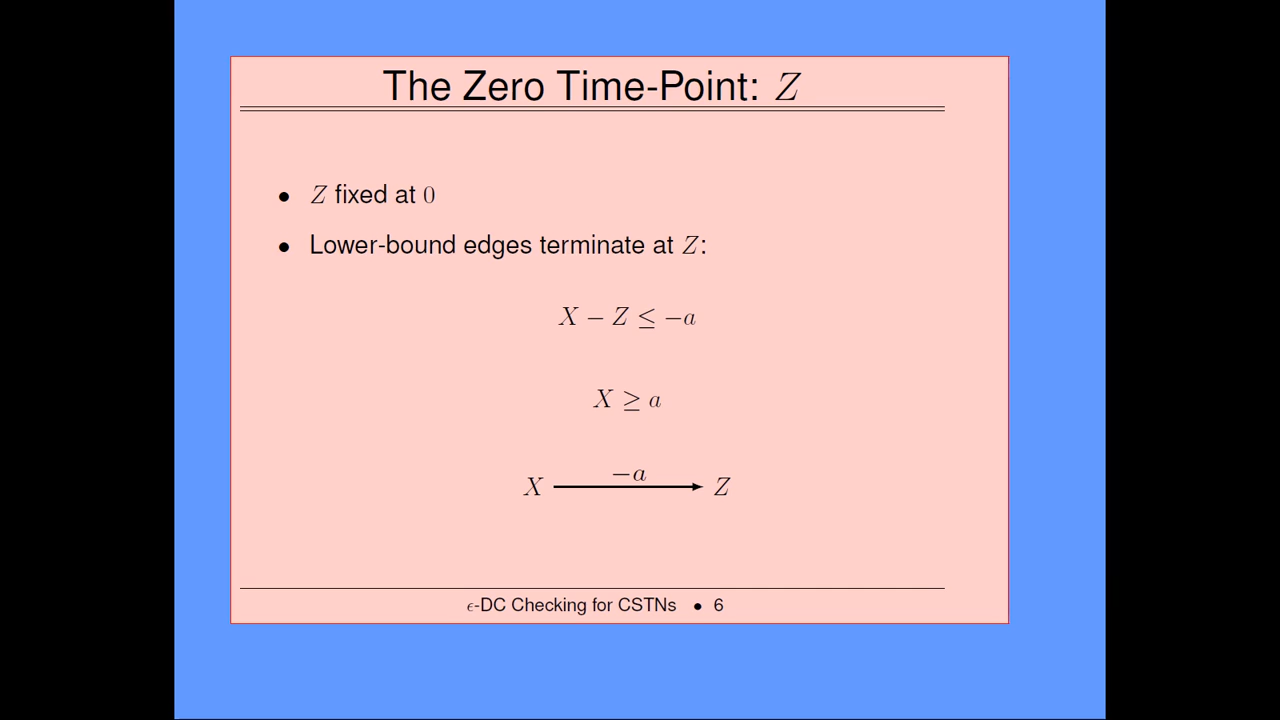 The Zero Time-Point: Z
• Z fixed at 0
• Lower-bound edges terminate at Z:
X − Z ≤ −a
X ≥ a
−a
X Z
ϵ-DC Checking for CSTNs • 6